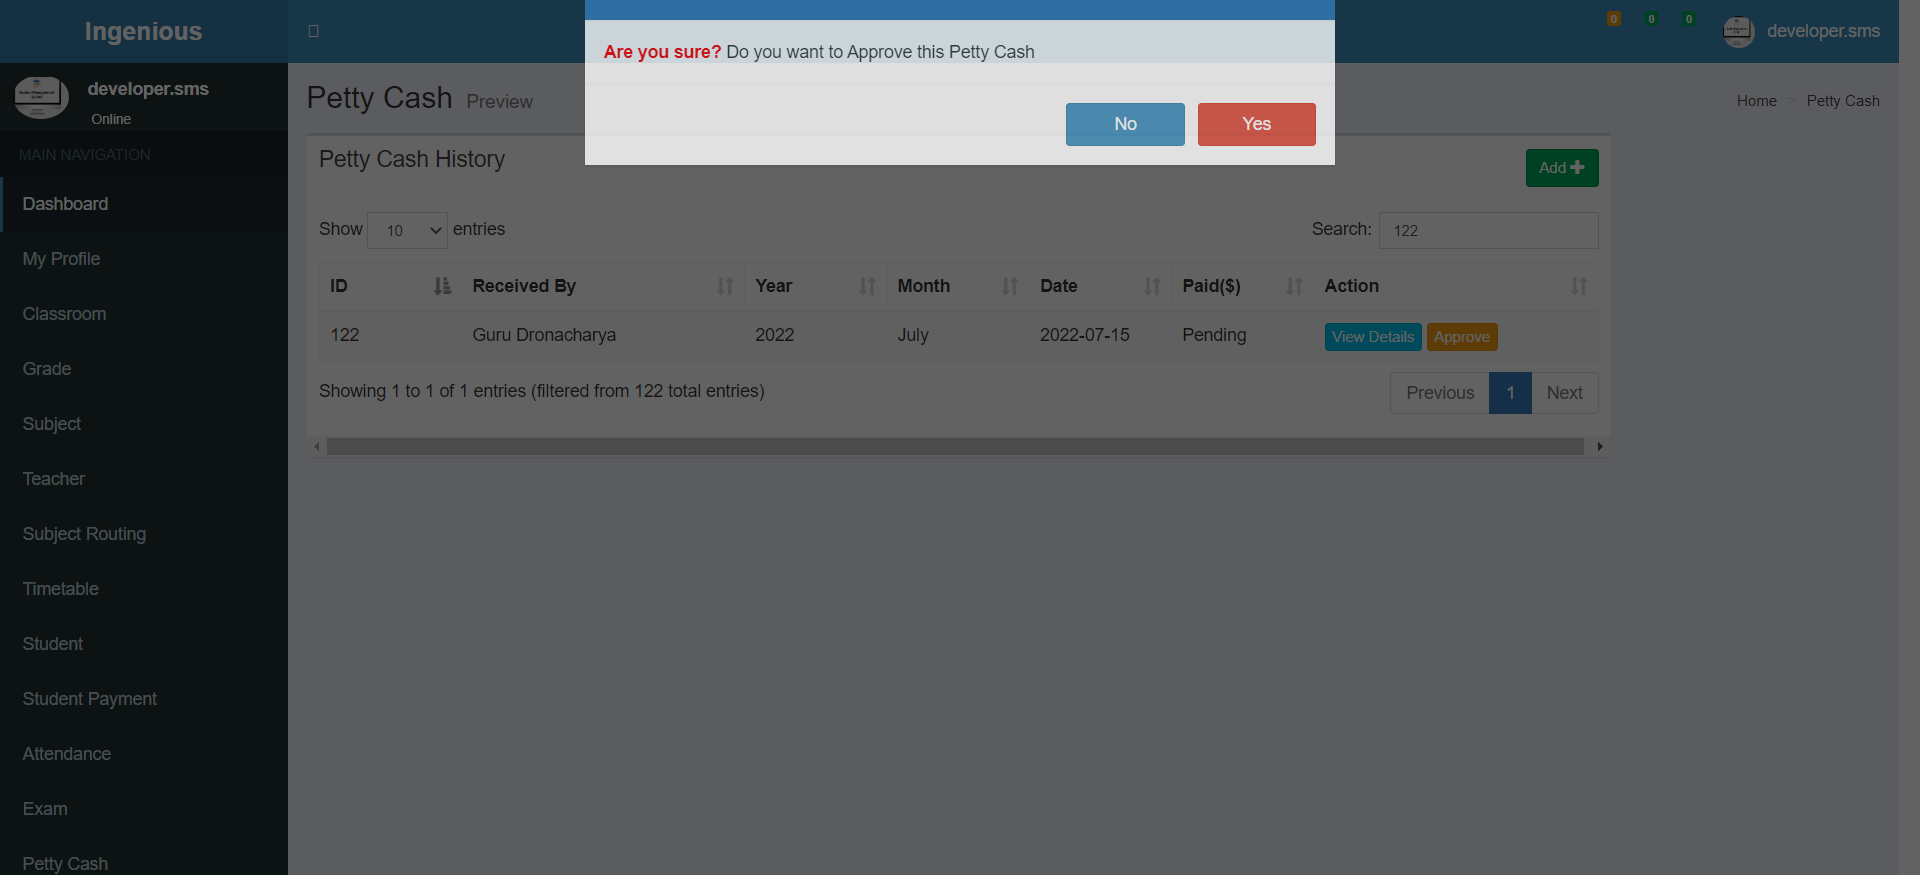 Ingenious
0 0 0 developer.sms
Are you sure? Do you want to Approve this Petty Cash
No Yes
developer.sms
Online
MAIN NAVIGATION
Dashboard
My Profile
Classroom
Grade
Subject
Teacher
Subject Routing
Timetable
Student
Student Payment
Attendance
Exam
Petty Cash
Petty Cash Preview
Home > Petty Cash
Petty Cash History
Add
Show 10 entries
Search: 122
ID Received By Year Month Date Paid($) Action
122 Guru Dronacharya 2022 July 2022-07-15 Pending View Details Approve
Showing 1 to 1 of 1 entries (filtered from 122 total entries)
Previous 1 Next